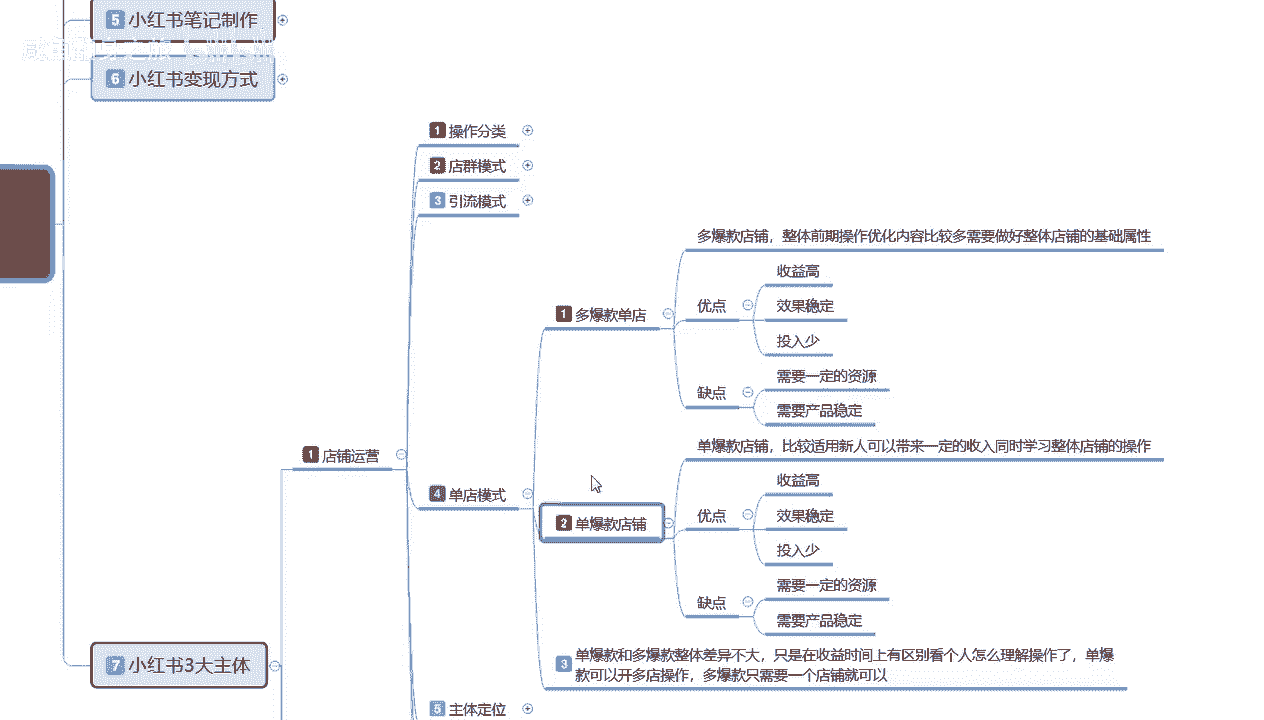 5 小红书笔记制作
6 小红书变现方式
1 操作分类
2 店群模式
3 引流模式
多爆款店铺，整体前期操作优化内容比较多需要做好整体店铺的基础属性
收益高
1 多爆款单店
优点
效果稳定
投入少
缺点
需要一定的资源
需要产品稳定
1 店铺运营
单爆款店铺，比较适用新人可以带来一定的收入同时学习整体店铺的操作
4 单店模式
收益高
2 单爆款店铺
优点
效果稳定
投入少
缺点
需要一定的资源
需要产品稳定
7 小红书3大主体
3 单爆款和多爆款整体差异不大，只是在收益时间上有区别看个人怎么理解操作了，单爆
款可以开多店操作，多爆款只需要一个店铺就可以
5 主体定位